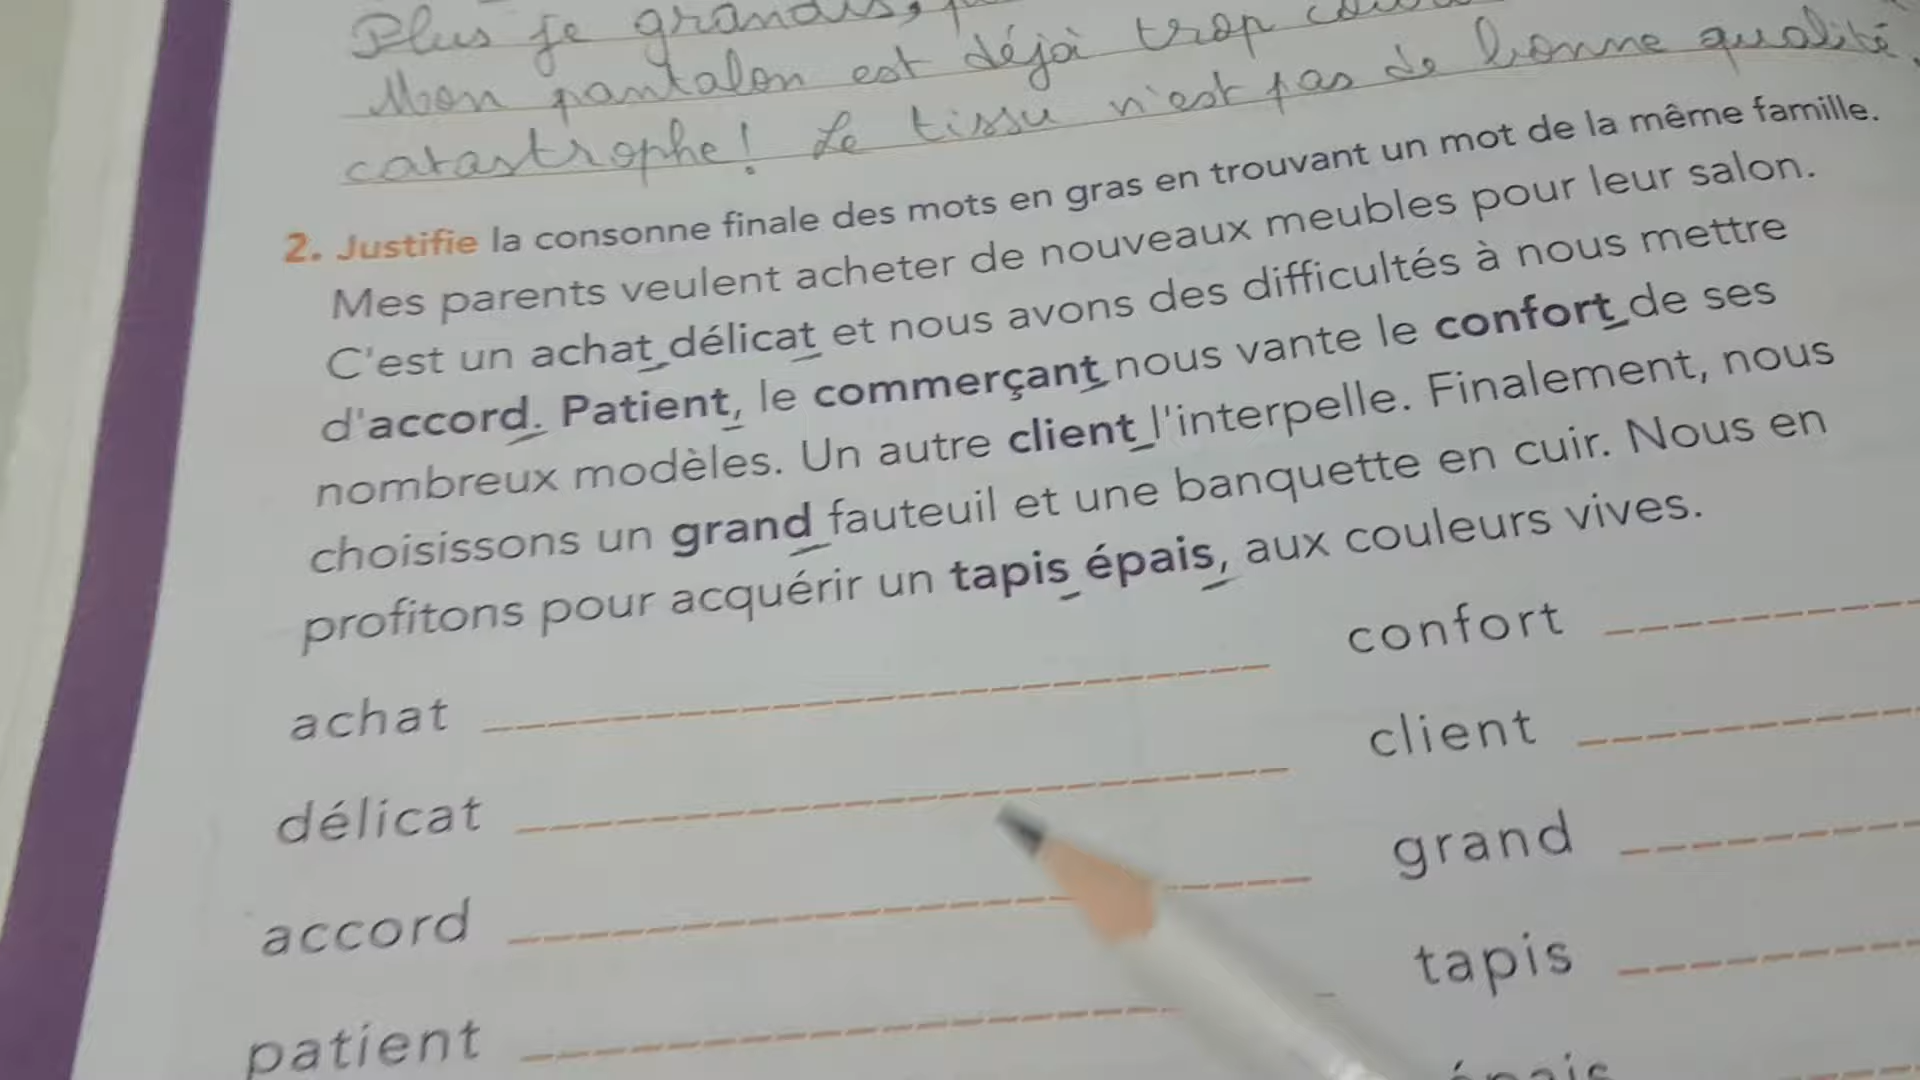 Plus je grandis,
Mon pantalon est déjà trop
catastrophe! Le tissu n'est pas de bonne qualité.
2. Justifie la consonne finale des mots en gras en trouvant un mot de la même famille.
Mes parents veulent acheter de nouveaux meubles pour leur salon.
C'est un achat délicat et nous avons des difficultés à nous mettre
d'accord. Patient, le commerçant nous vante le confort de ses
nombreux modèles. Un autre client l'interpelle. Finalement, nous
choisissons un grand fauteuil et une banquette en cuir. Nous en
profitons pour acquérir un tapis épais, aux couleurs vives.
achat
délicat
accord
patient
confort
client
grand
tapis
épais